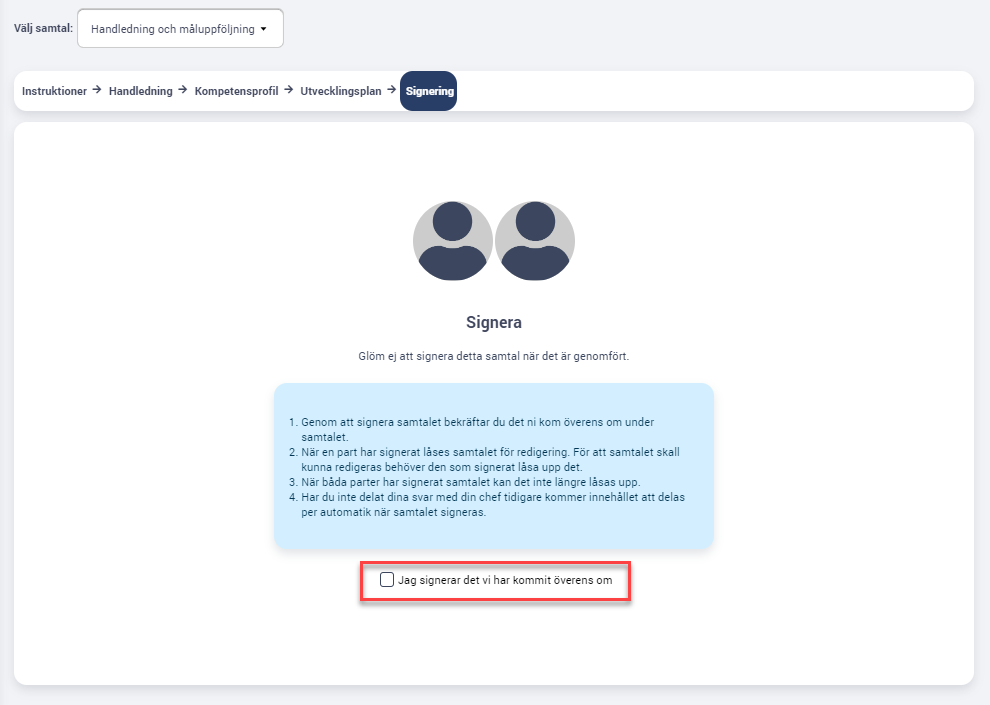 Välj samtal: Handledning och måluppföljning
Instruktioner → Handledning → Kompetensprofil → Utvecklingsplan → Signering
Signera
Glöm ej att signera detta samtal när det är genomfört.
1. Genom att signera samtalet bekräftar du det ni kom överens om under
samtalet.
2. När en part har signerat låses samtalet för redigering. För att samtalet skall
kunna redigeras behöver den som signerat låsa upp det.
3. När båda parter har signerat samtalet kan det inte längre låsas upp.
4. Har du inte delat dina svar med din chef tidigare kommer innehållet att delas
per automatik när samtalet signeras.
Jag signerar det vi har kommit överens om